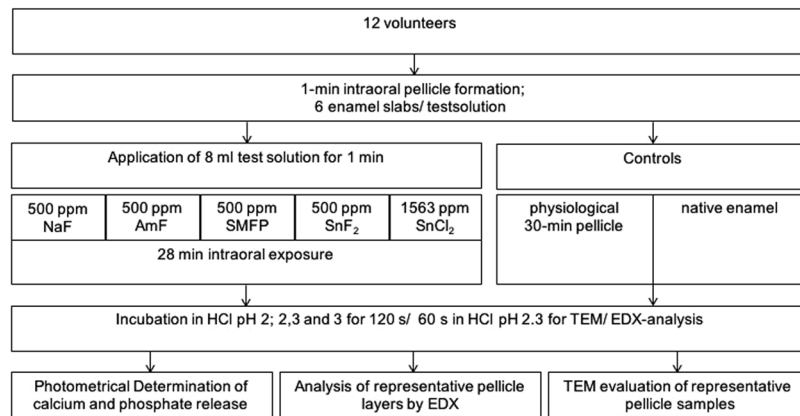 12 volunteers
1-min intraoral pellicle formation;
6 enamel slabs/ testsolution
Application of 8 ml test solution for 1 min
Controls
500 ppm
NaF
500 ppm
AmF
500 ppm
SMFP
500 ppm
SnF₂
1563 ppm
SnCl₂
physiological
30-min pellicle
native enamel
28 min intraoral exposure
Incubation in HCl pH 2; 2,3 and 3 for 120 s/ 60 s in HCl pH 2.3 for TEM/ EDX-analysis
Photometrical Determination of
calcium and phosphate release
Analysis of representative pellicle
layers by EDX
TEM evaluation of representative
pellicle samples